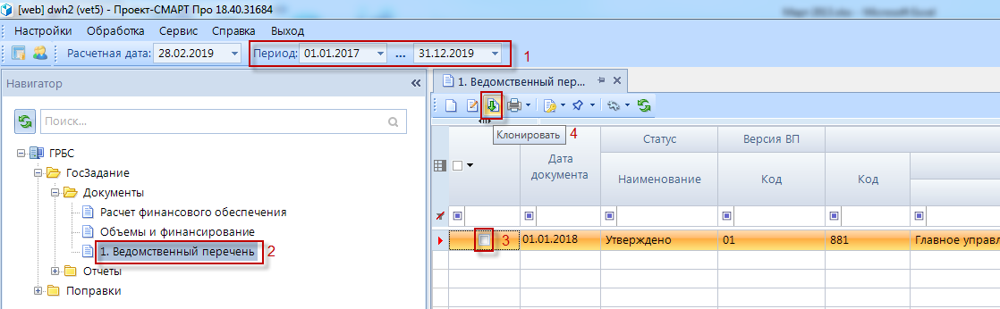 [web] dwh2 (vet5) - Проект-СМАРТ Про 18.40.31684
Настройки Обработка Сервис Справка Выход
Расчетная дата: 28.02.2019 Период: 01.01.2017 ... 31.12.2019 1
Навигатор
1. Ведомственный пер...
Поиск...
Клонировать 4
ГРБС
ГосЗадание
Документы
Расчет финансового обеспечения
Объемы и финансирование
1. Ведомственный перечень 2
Отчеты
Поправки
Статус Версия ВП
Дата документа
Наименование Код Код
3 01.01.2018 Утверждено 01 881 Главное управл